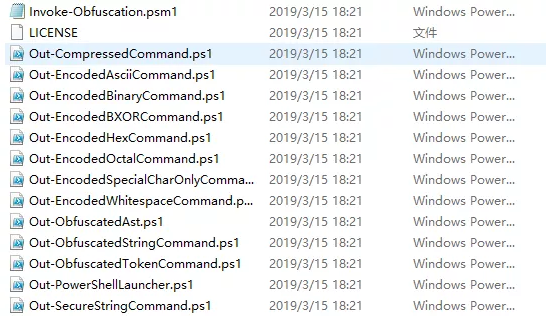 Invoke-Obfuscation.psm1 2019/3/15 18:21 Windows Power...
LICENSE 2019/3/15 18:21 文件
Out-CompressedCommand.ps1 2019/3/15 18:21 Windows Power...
Out-EncodedAsciiCommand.ps1 2019/3/15 18:21 Windows Power...
Out-EncodedBinaryCommand.ps1 2019/3/15 18:21 Windows Power...
Out-EncodedBXORCommand.ps1 2019/3/15 18:21 Windows Power...
Out-EncodedHexCommand.ps1 2019/3/15 18:21 Windows Power...
Out-EncodedOctalCommand.ps1 2019/3/15 18:21 Windows Power...
Out-EncodedSpecialCharOnlyComma... 2019/3/15 18:21 Windows Power...
Out-EncodedWhitespaceCommand.p... 2019/3/15 18:21 Windows Power...
Out-ObfuscatedAst.ps1 2019/3/15 18:21 Windows Power...
Out-ObfuscatedStringCommand.ps1 2019/3/15 18:21 Windows Power...
Out-ObfuscatedTokenCommand.ps1 2019/3/15 18:21 Windows Power...
Out-PowerShellLauncher.ps1 2019/3/15 18:21 Windows Power...
Out-SecureStringCommand.ps1 2019/3/15 18:21 Windows Power...